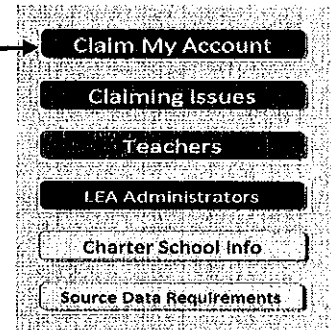 Claim My Account
Claiming Issues
Teachers
LEA Administrators
Charter School Info
Source Data Requirements